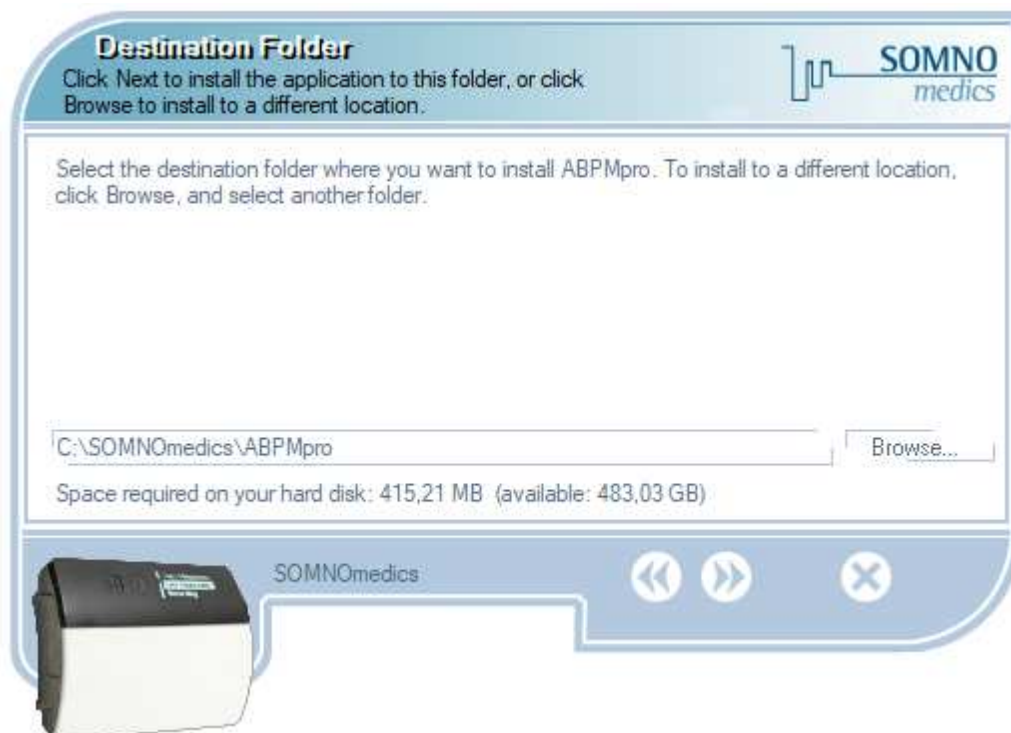 Destination Folder
Click Next to install the application to this folder, or click
Browse to install to a different location.
SOMNO
medics
Select the destination folder where you want to install ABPMpro. To install to a different location,
click Browse, and select another folder.
C:\SOMNOmedics\ABPMpro
Browse...
Space required on your hard disk: 415,21 MB (available: 483,03 GB)
SOMNOmedics